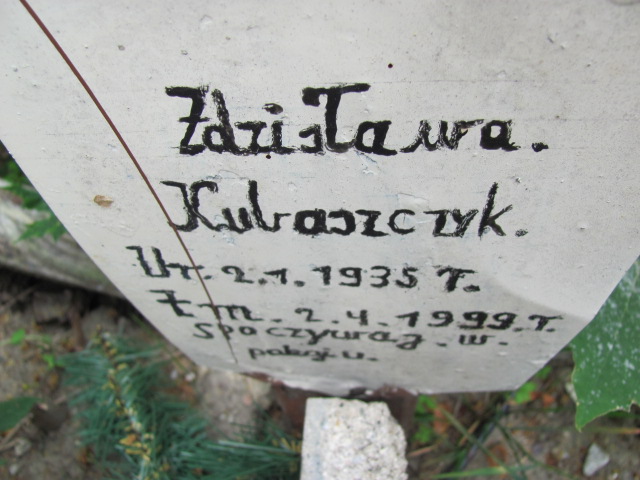 Zdzisława.
Kubaszczyk.
Ur. 2.1.1935 r.
Zm. 2.4.1999.r.
spoczywaj. w.
pokoju.